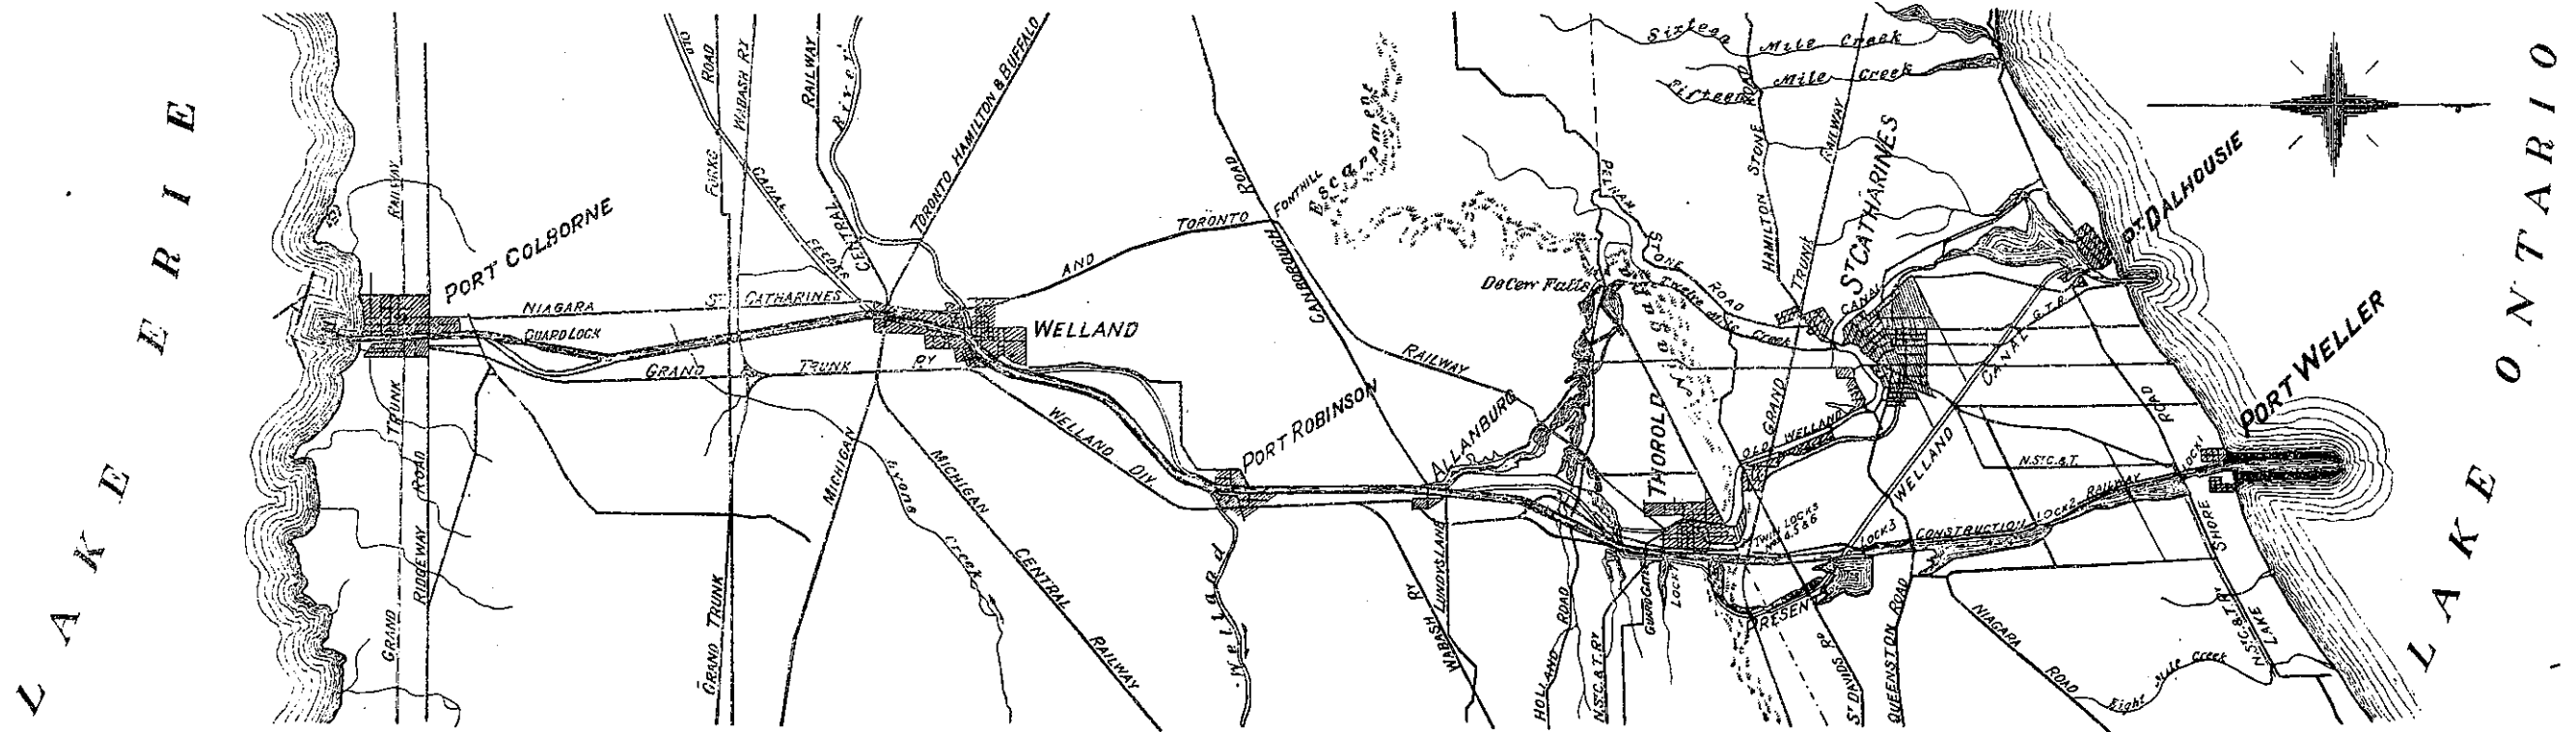 LAKE ERIE
LAKE ONTARIO
PORT COLBORNE
WELLAND
PORT ROBINSON
ALLANBURG
THOROLD
ST CATHARINES
PT. DALHOUSIE
PORT WELLER
GRAND TRUNK RAILWAY
RIDGEWAY ROAD
NIAGARA ST CATHARINES AND TORONTO RAILWAY
GUARD LOCK
GRAND TRUNK RY
WELLAND DIV.
FORKS ROAD
WABASH RY
GRAND TRUNK
CANAL
River
MICHIGAN CENTRAL RAILWAY
TORONTO HAMILTON & BUFFALO
MICHIGAN CENTRAL RAILWAY
Lyons Creek
Welland
CANBOROUGH ROAD
FONTHILL
Escarpment
DeCew Falls
Niagara
PELHAM STONE ROAD
Twelve Mile Creek
Sixteen Mile Creek
Fifteen Mile Creek
HAMILTON STONE ROAD
GRAND TRUNK RAILWAY
OLD WELLAND CANAL
PRESENT WELLAND CANAL
G.T.R.
N.ST.C.&T.
ROAD
LOCK 1
LOCK 2
LOCK 3
CONSTRUCTION RAILWAY
TWIN LOCKS
Nos 4,5 & 6
GUARD GATE
LOCK 7
WABASH RY
LUNDYS LANE
HOLLAND ROAD
N.ST.C.&T.RY
ST DAVIDS RD
QUEENSTON ROAD
NIAGARA ROAD
Eight Mile Creek
N.ST.C.&T.RY
LAKE SHORE